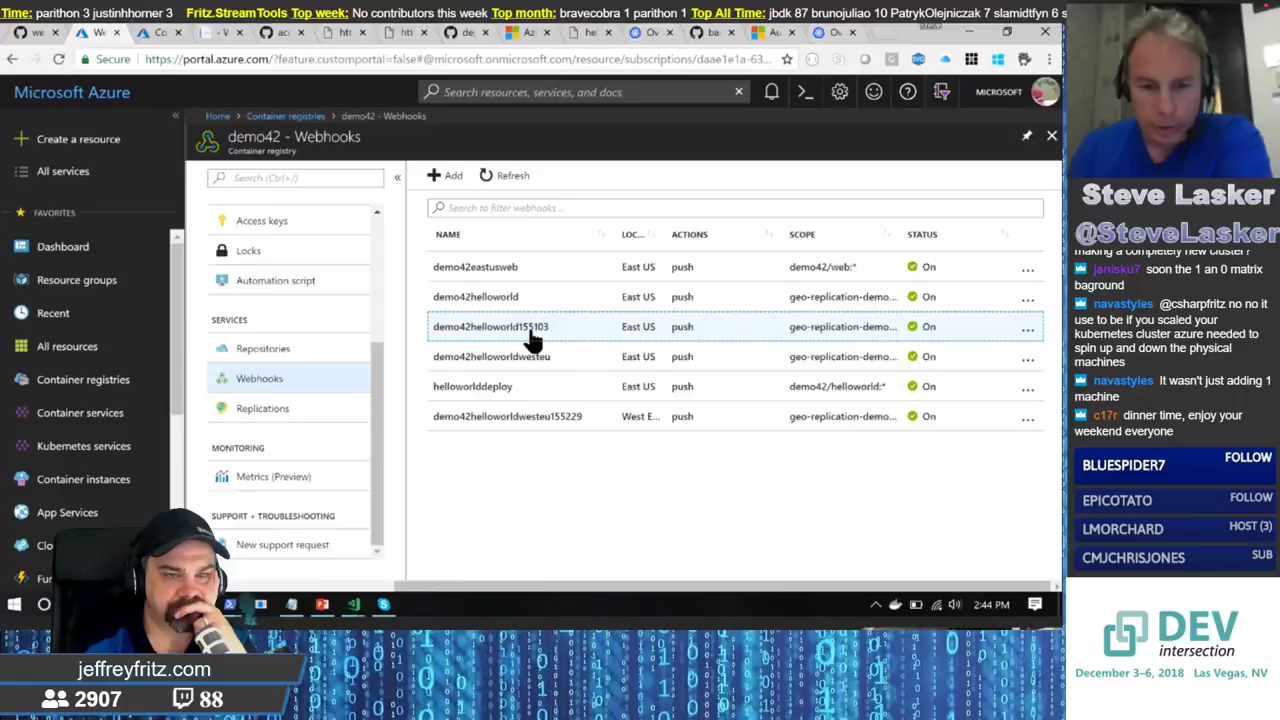 Time: parithon 3 justinhhorner 3 Fritz.StreamTools Top week: No contributors this week Top month: bravecobra 1 parithon 1 Top All Time: jbdk 87 brunojuliao 10 PatrykOlejniczak 7 slamidtfyn 6 s
Secure https://portal.azure.com/?feature.customportal=false#@microsoft.onmicrosoft.com/resource/subscriptions/daae1e1a-63...
Microsoft Azure
Search resources, services, and docs
MICROSOFT
Home > Container registries > demo42 - Webhooks
demo42 - Webhooks
Container registry
Create a resource
All services
FAVORITES
Dashboard
Resource groups
Recent
All resources
Container registries
Container services
Kubernetes services
Container instances
App Services
Clo
Fun
Search (Ctrl+/)
Access keys
Locks
Automation script
SERVICES
Repositories
Webhooks
Replications
MONITORING
Metrics (Preview)
SUPPORT + TROUBLESHOOTING
New support request
Add Refresh
Search to filter webhooks ...
NAME LOC... ACTIONS SCOPE STATUS
demo42eastusweb East US push demo42/web:* On ...
demo42helloworld East US push geo-replication-demo... On ...
demo42helloworld155103 East US push geo-replication-demo... On ...
demo42helloworldwesteu East US push geo-replication-demo... On ...
helloworlddeploy East US push demo42/helloworld:* On ...
demo42helloworldwesteu155229 West E... push geo-replication-demo... On ...
2:44 PM
Steve Lasker
@SteveLasker
making a completely new cluster?
janisku7 soon the 1 an 0 matrix
baground
navastyles @csharpfritz no no it
use to be if you scaled your
kubernetes cluster azure needed to
spin up and down the physical
machines
navastyles It wasn't just adding 1
machine
c17r dinner time, enjoy your
weekend everyone
BLUESPIDER7 FOLLOW
EPICOTATO FOLLOW
LMORCHARD HOST (3)
CMJCHRISJONES SUB
DEV
intersection
December 3-6, 2018 - Las Vegas, NV
jeffreyfritz.com
2907 88